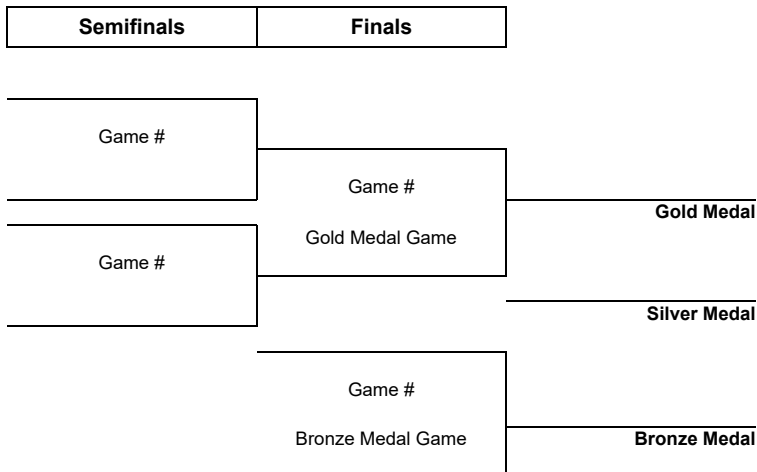 Semifinals Finals
Game #
Game #
Gold Medal
Gold Medal Game
Game #
Silver Medal
Game #
Bronze Medal Game Bronze Medal